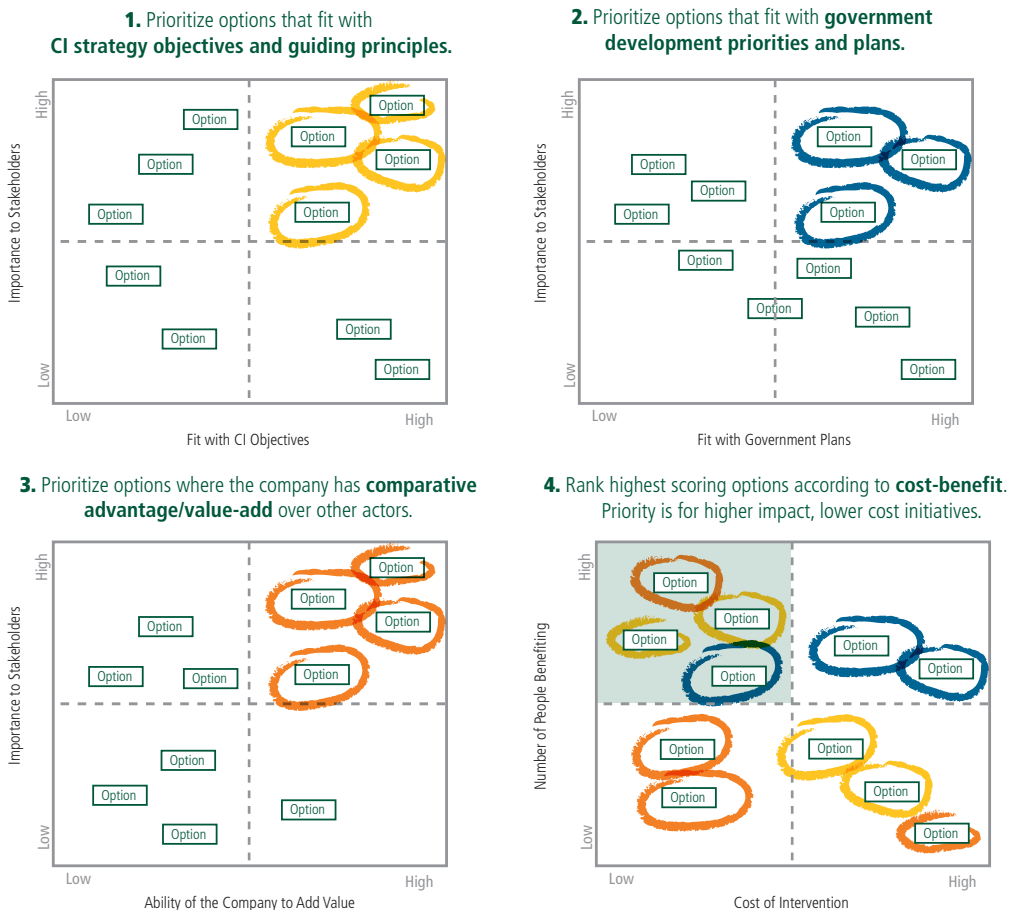 1. Prioritize options that fit with
CI strategy objectives and guiding principles.
High
Importance to Stakeholders
Low
Option
Option
Option
Option
Option
Option
Option
Option
Option
Option
Option
Low
High
Fit with CI Objectives
2. Prioritize options that fit with government
development priorities and plans.
High
Importance to Stakeholders
Low
Option
Option
Option
Option
Option
Option
Option
Option
Option
Option
Option
Low
High
Fit with Government Plans
3. Prioritize options where the company has comparative
advantage/value-add over other actors.
High
Importance to Stakeholders
Low
Option
Option
Option
Option
Option
Option
Option
Option
Option
Option
Option
Low
High
Ability of the Company to Add Value
4. Rank highest scoring options according to cost-benefit.
Priority is for higher impact, lower cost initiatives.
High
Number of People Benefiting
Low
Option
Option
Option
Option
Option
Option
Option
Option
Option
Option
Option
Low
High
Cost of Intervention